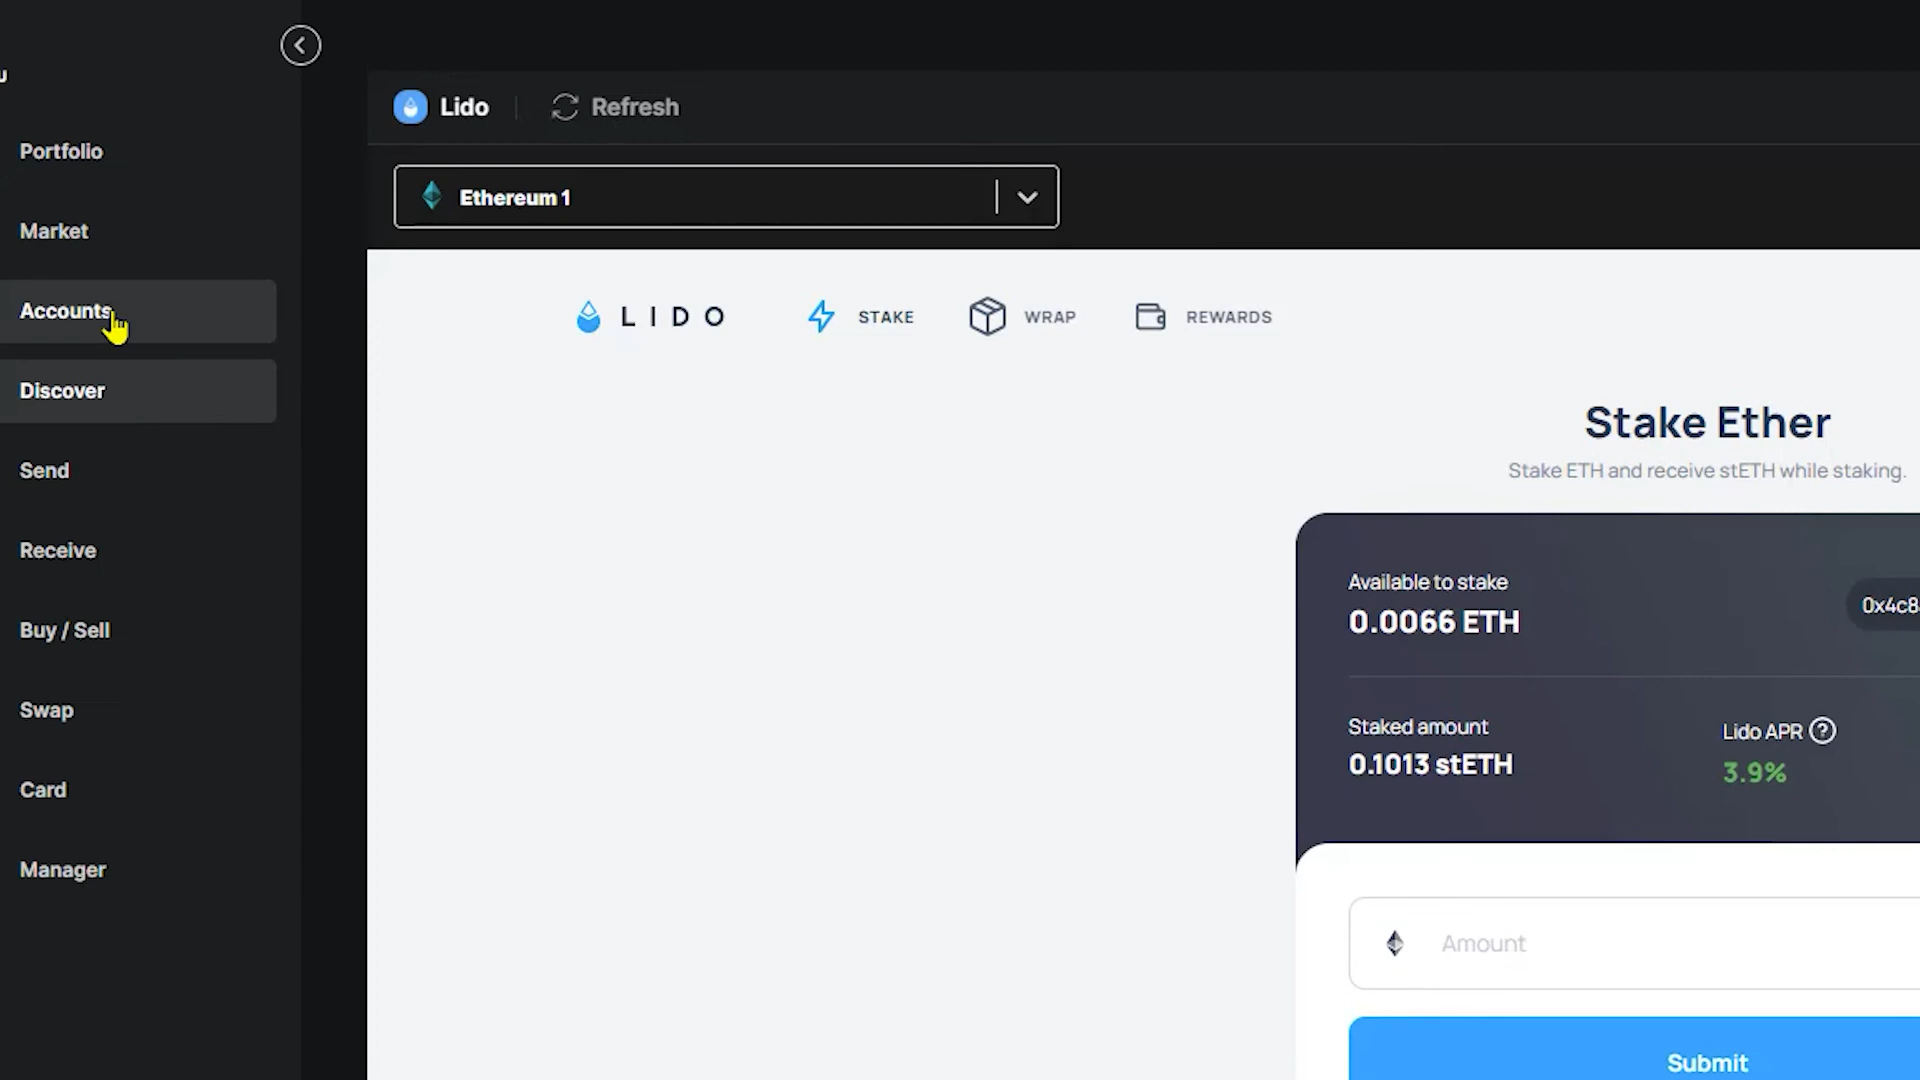 u
Portfolio
Market
Accounts
Discover
Send
Receive
Buy / Sell
Swap
Card
Manager
Lido
Refresh
Ethereum 1
LIDO
STAKE
WRAP
REWARDS
Stake Ether
Stake ETH and receive stETH while staking.
Available to stake
0.0066 ETH
0x4c8
Staked amount
0.1013 stETH
Lido APR ?
3.9%
Amount
Submit